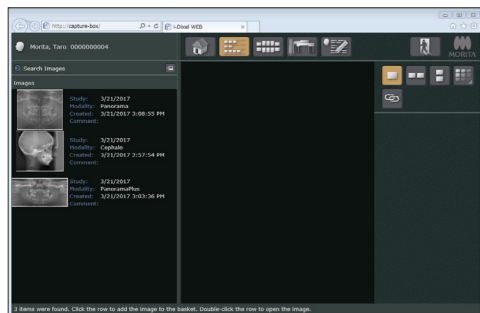 http://capture-box/
i-Dixel WEB
Morita, Taro 0000000004
MORITA
Search Images
Images
Study: 3/21/2017
Modality: Panorama
Created: 3/21/2017 3:08:55 PM
Comment:
Study: 3/21/2017
Modality: Cephalo
Created: 3/21/2017 2:57:54 PM
Comment:
Study: 3/21/2017
Modality: PanoramaPlus
Created: 3/21/2017 3:03:36 PM
Comment:
3 items were found. Click the row to add the image to the basket. Double-click the row to open the image.